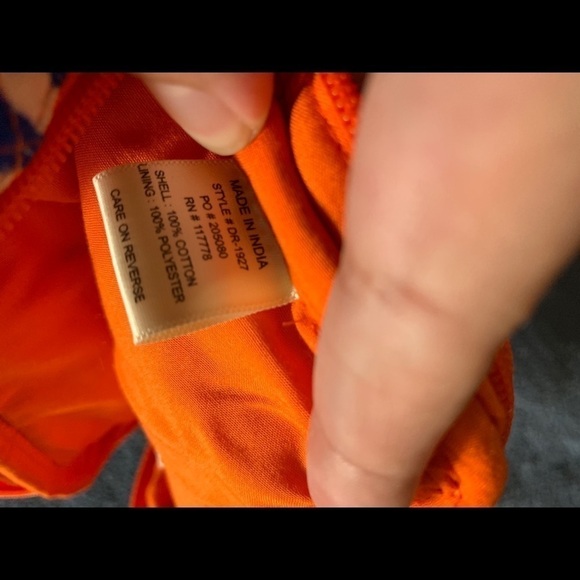 MADE IN INDIA
STYLE # DR-1927
PO # 205080
RN # 117778
SHELL : 100% COTTON
LINING : 100% POLYESTER
CARE ON REVERSE